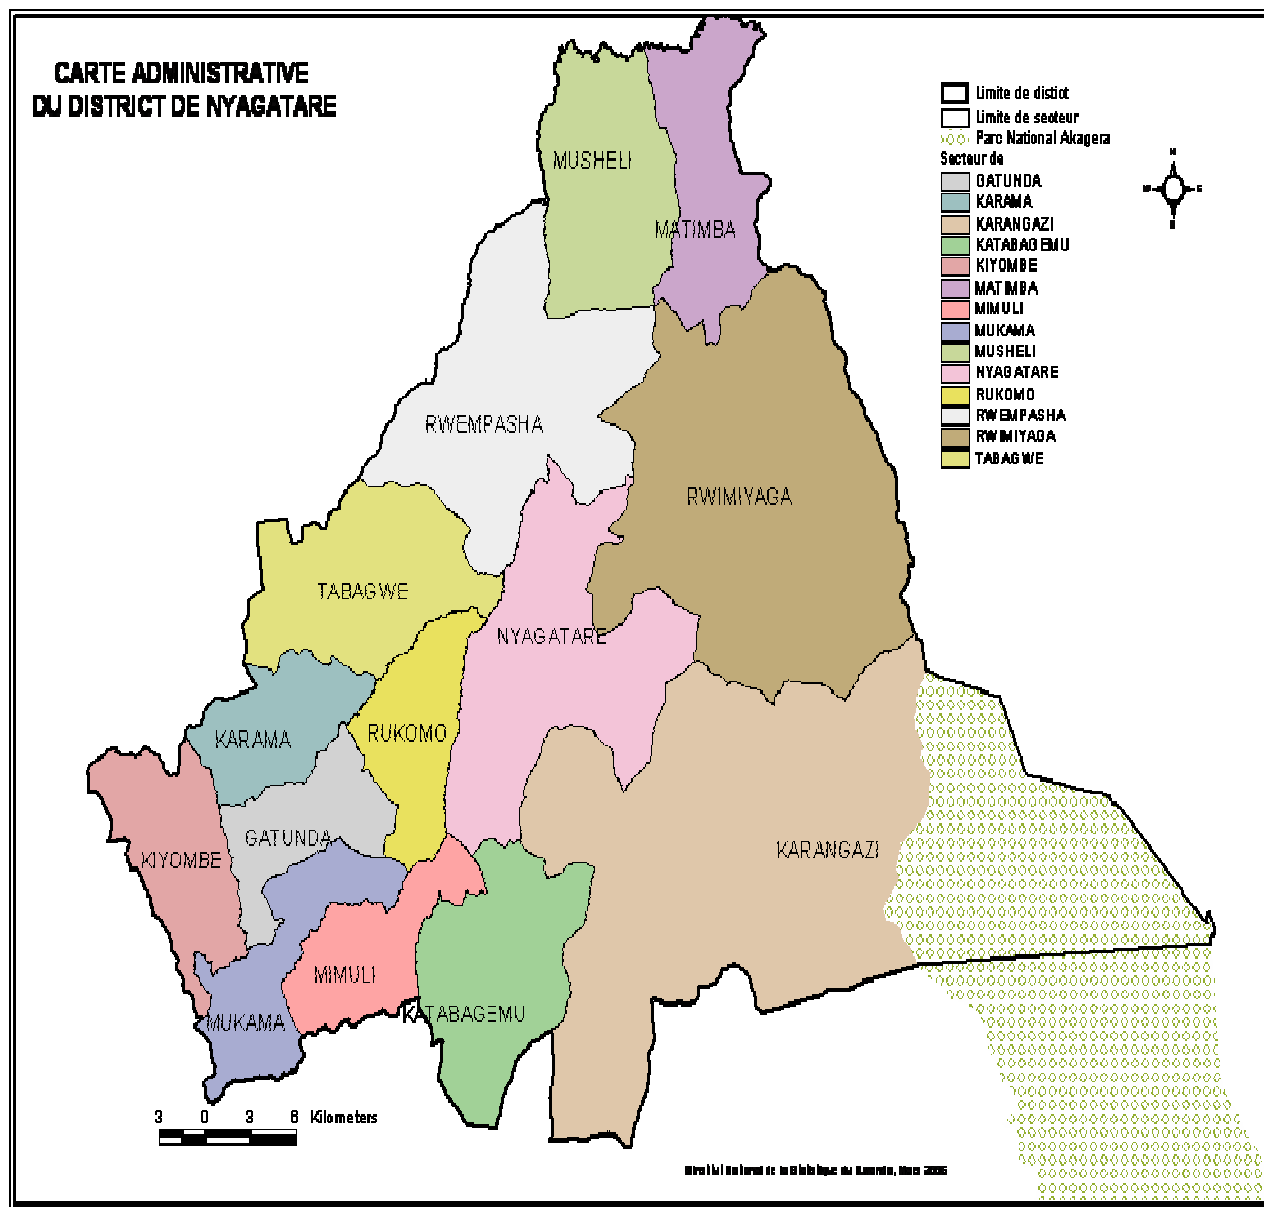 CARTE ADMINISTRATIVE
DU DISTRICT DE NYAGATARE
Limite de distiot
Limite de secteur
Parc National Akagera
Secteur de
GATUNDA
KARAMA
KARANGAZI
KATABAGEMU
KIYOMBE
MATIMBA
MIMULI
MUKAMA
MUSHELI
NYAGATARE
RUKOMO
RWEMPASHA
RWIMIYAGA
TABAGWE
N
S
MUSHELI
MATIMBA
RWEMPASHA
RWIMIYAGA
TABAGWE
NYAGATARE
RUKOMO
KARAMA
GATUNDA
KIYOMBE
KARANGAZI
MIMULI
KATABAGEMU
MUKAMA
3 0 3 6 Kilometers